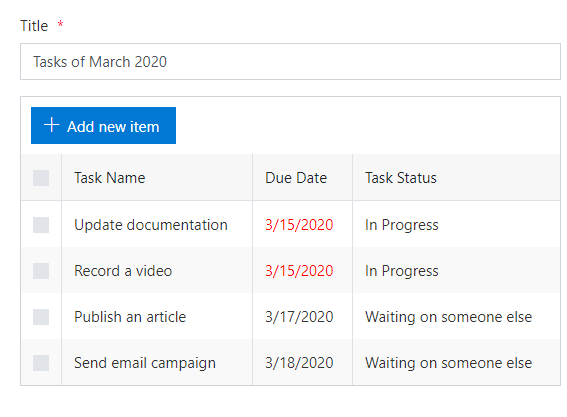 Title *
Tasks of March 2020
Add new item
Task Name Due Date Task Status
Update documentation 3/15/2020 In Progress
Record a video 3/15/2020 In Progress
Publish an article 3/17/2020 Waiting on someone else
Send email campaign 3/18/2020 Waiting on someone else